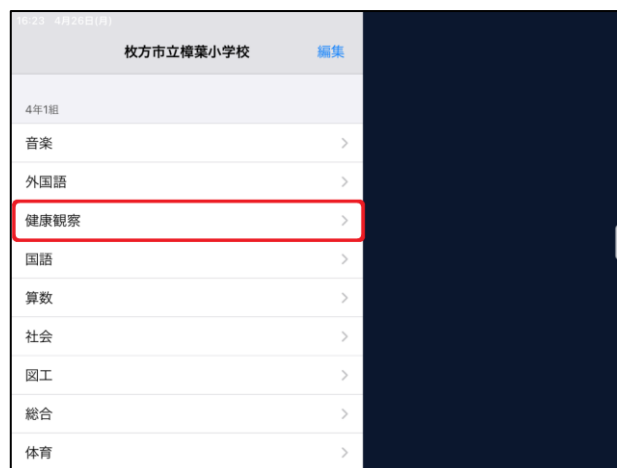 16:23 4月26日(月)
枚方市立樟葉小学校 編集
4年1組
音楽
外国語
健康観察
国語
算数
社会
図工
総合
体育